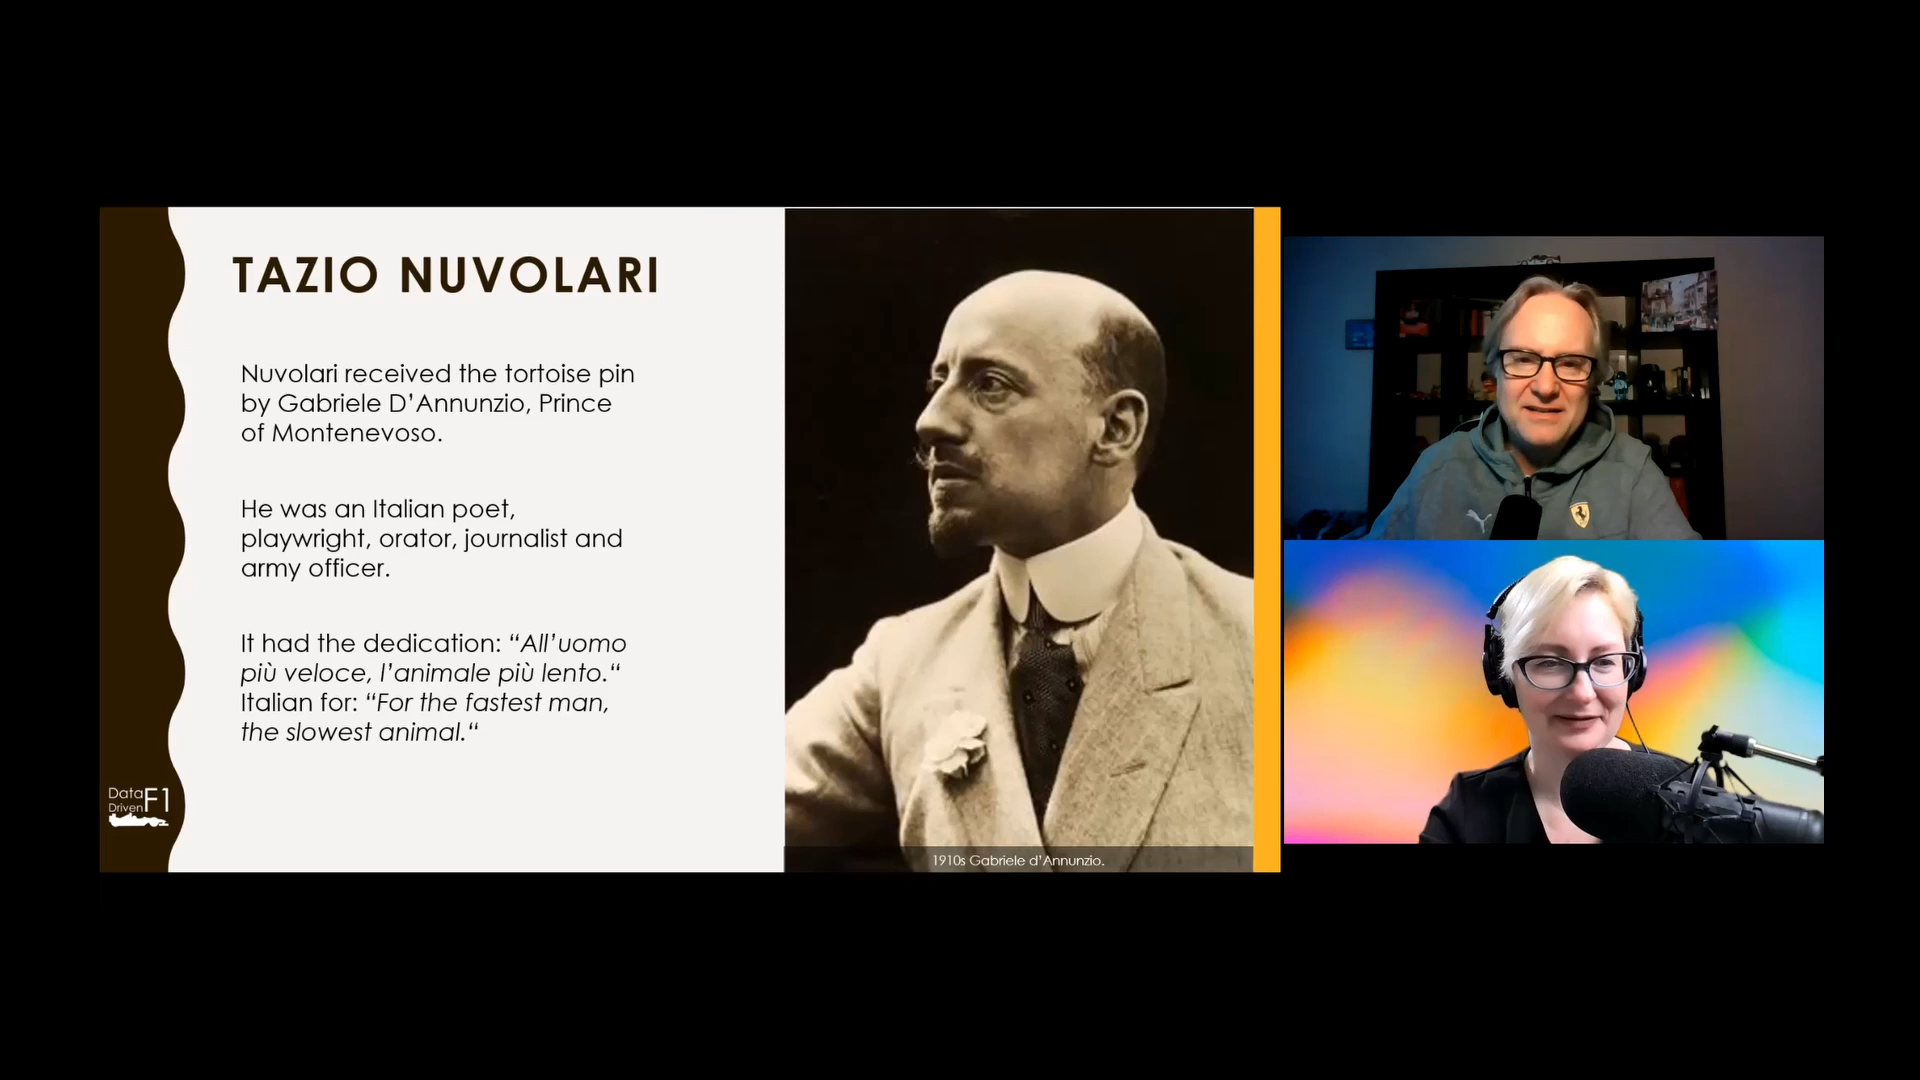 TAZIO NUVOLARI
Nuvolari received the tortoise pin
by Gabriele D’Annunzio, Prince
of Montenevoso.
He was an Italian poet,
playwright, orator, journalist and
army officer.
It had the dedication: “All’uomo
più veloce, l’animale più lento.“
Italian for: “For the fastest man,
the slowest animal.“
Data
Driven
F1
1910s Gabriele d’Annunzio.